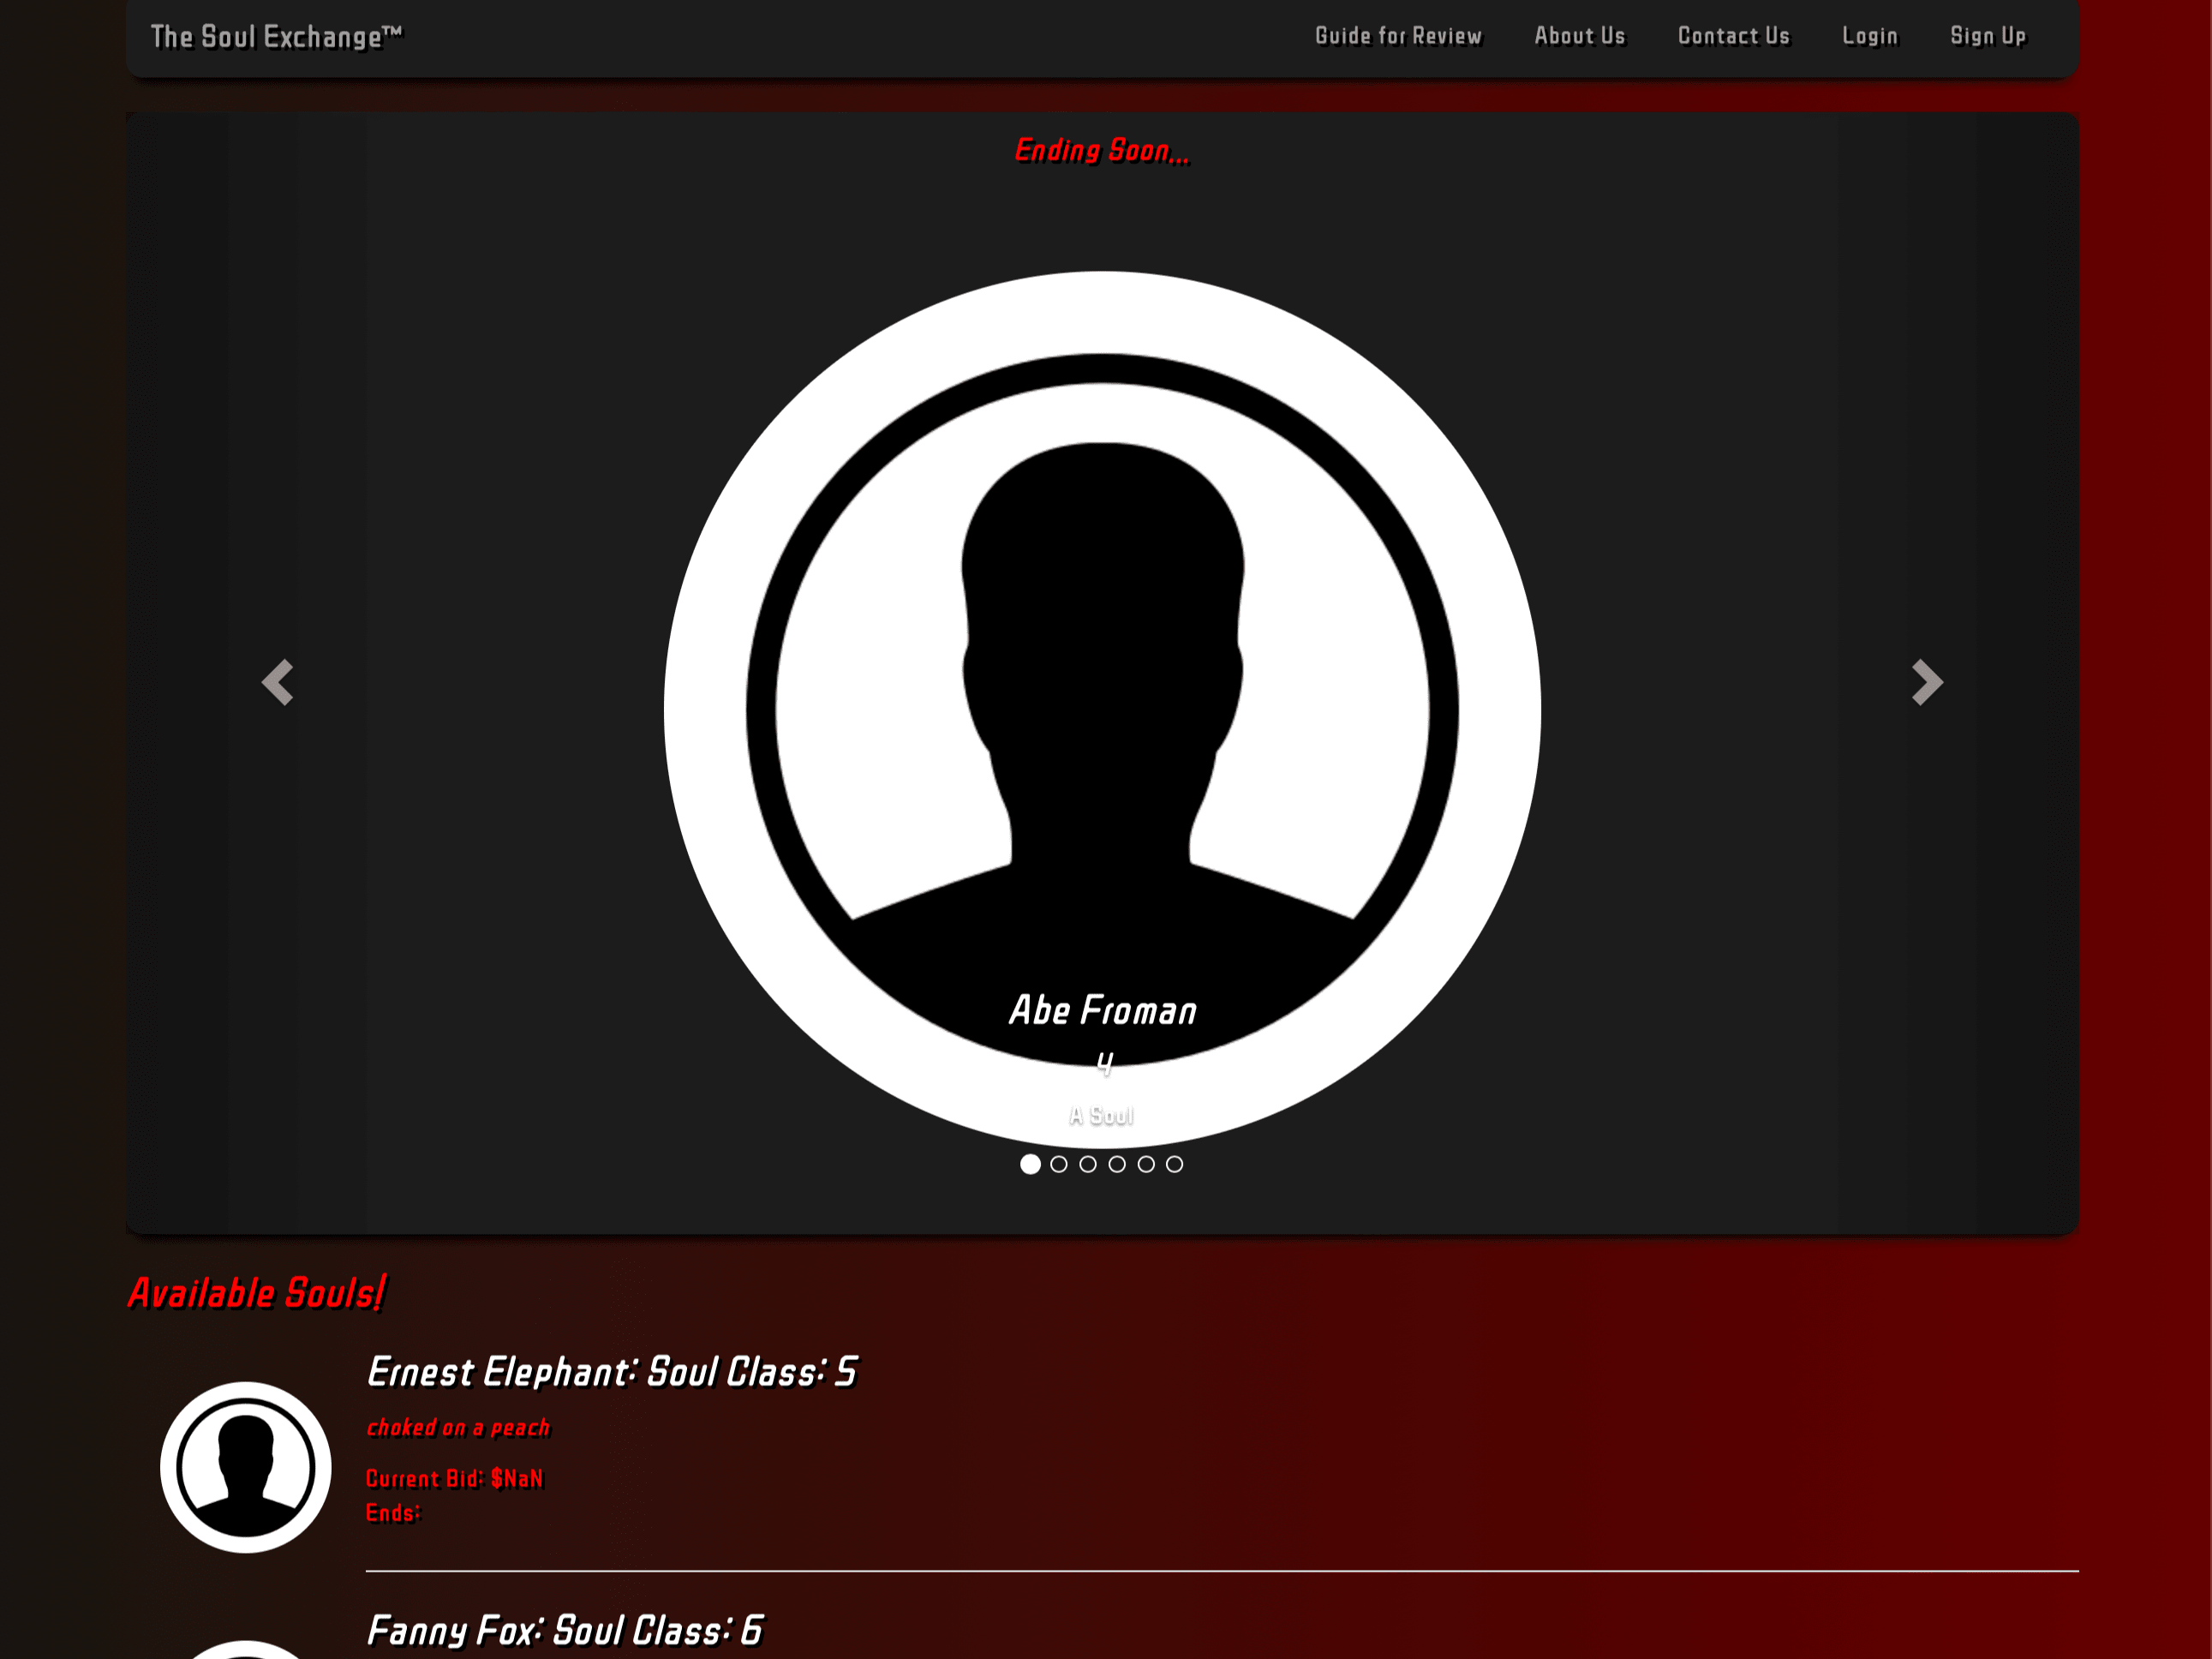 The Soul Exchange™
Guide for Review
About Us
Contact Us
Login
Sign Up
Ending Soon...
Abe Froman
4
A Soul
Available Souls!
Ernest Elephant: Soul Class: 5
choked on a peach
Current Bid: $NaN
Ends:
Fanny Fox: Soul Class: 6